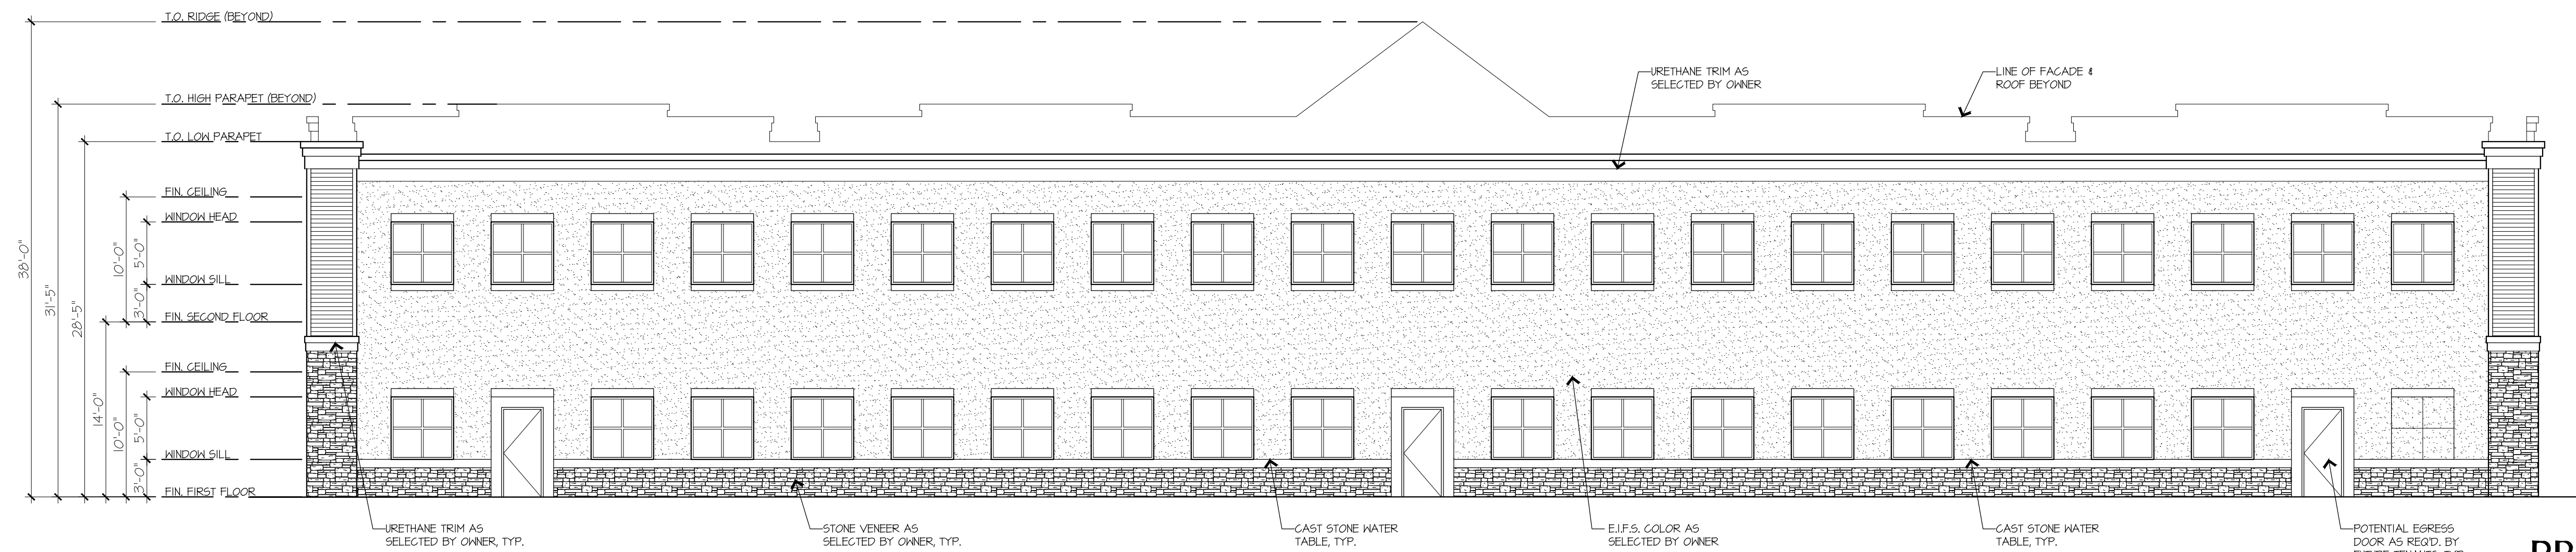 T.O. RIDGE (BEYOND)
T.O. HIGH PARAPET (BEYOND)
T.O. LOW PARAPET
FIN. CEILING
WINDOW HEAD
WINDOW SILL
FIN. SECOND FLOOR
FIN. CEILING
WINDOW HEAD
WINDOW SILL
FIN. FIRST FLOOR
38'-0"
31'-5"
28'-5"
14'-0"
10'-0"
5'-0"
3'-0"
10'-0"
5'-0"
3'-0"
URETHANE TRIM AS
SELECTED BY OWNER
LINE OF FACADE &
ROOF BEYOND
URETHANE TRIM AS
SELECTED BY OWNER, TYP.
STONE VENEER AS
SELECTED BY OWNER, TYP.
CAST STONE WATER
TABLE, TYP.
E.I.F.S. COLOR AS
SELECTED BY OWNER
CAST STONE WATER
TABLE, TYP.
POTENTIAL EGRESS
DOOR AS REQ'D. BY
FUTURE TENANTS, TYP.